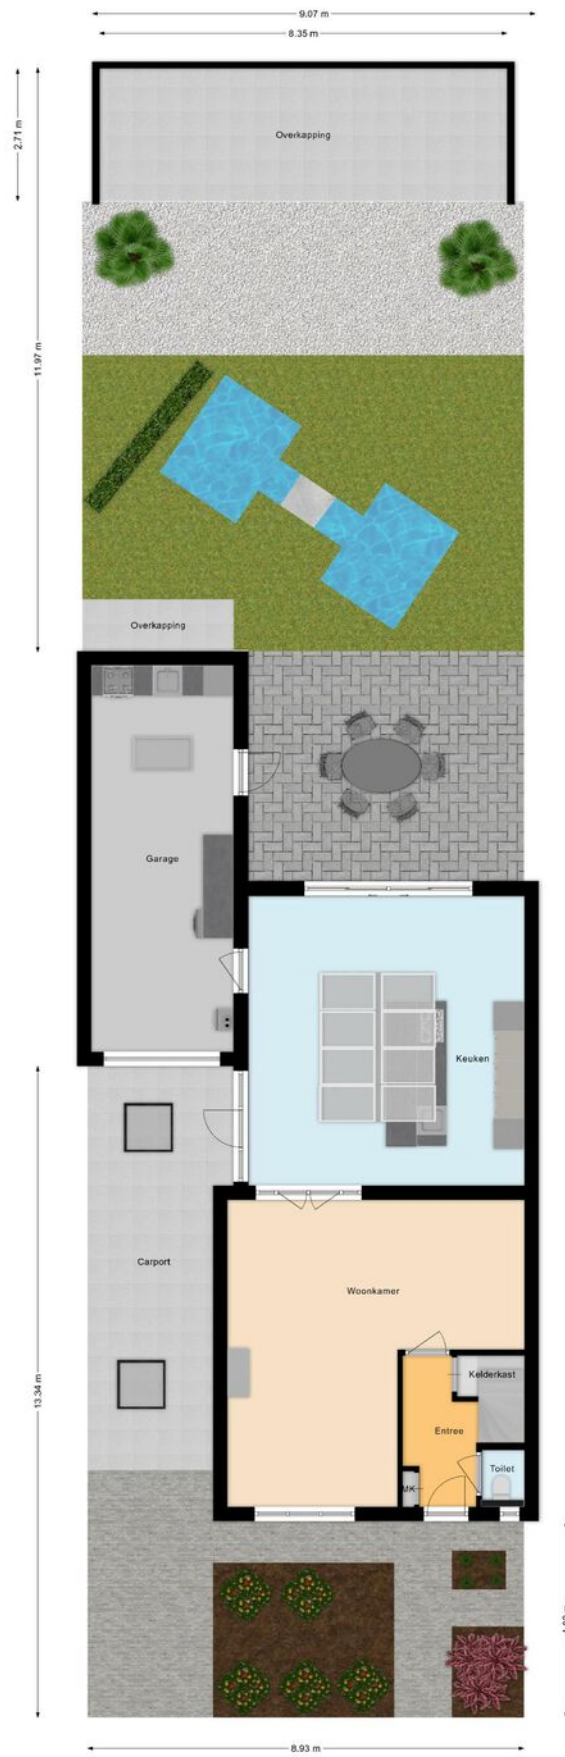 9.07 m
8.35 m
2.71 m
Overkapping
11.97 m
Overkapping
Garage
Keuken
Carport
Woonkamer
Kelderkast
13.34 m
Entree
Toilet
MK
8.93 m